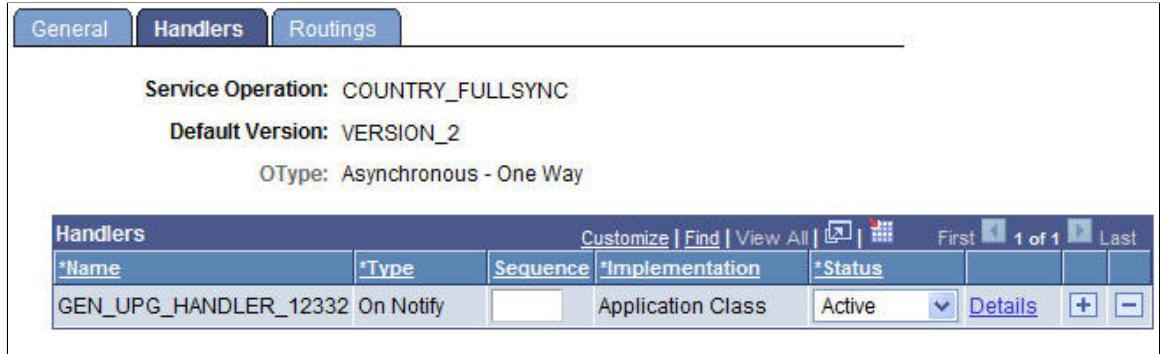 General Handlers Routings
Service Operation: COUNTRY_FULLSYNC
Default Version: VERSION_2
OType: Asynchronous - One Way
Handlers Customize | Find | View All | | First 1 of 1 Last
*Name *Type Sequence *Implementation *Status
GEN_UPG_HANDLER_12332 On Notify Application Class Active Details + −